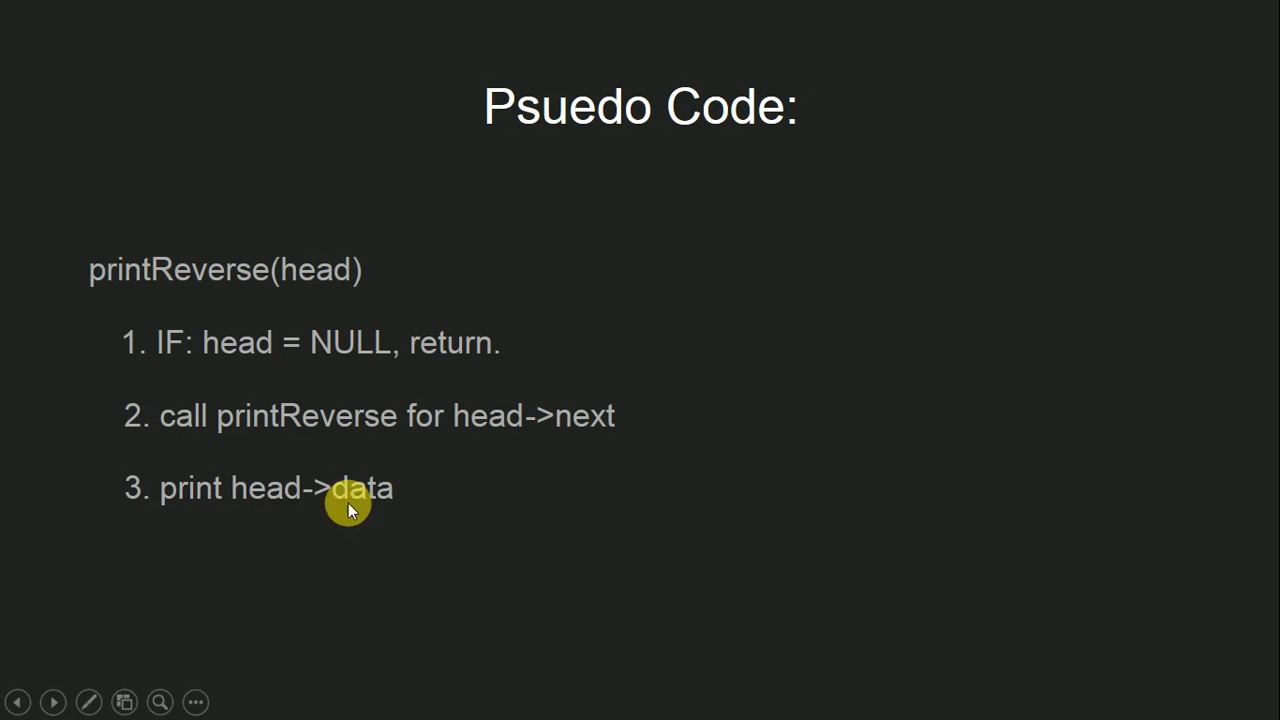 Psuedo Code:
printReverse(head)
1. IF: head = NULL, return.
2. call printReverse for head->next
3. print head->data